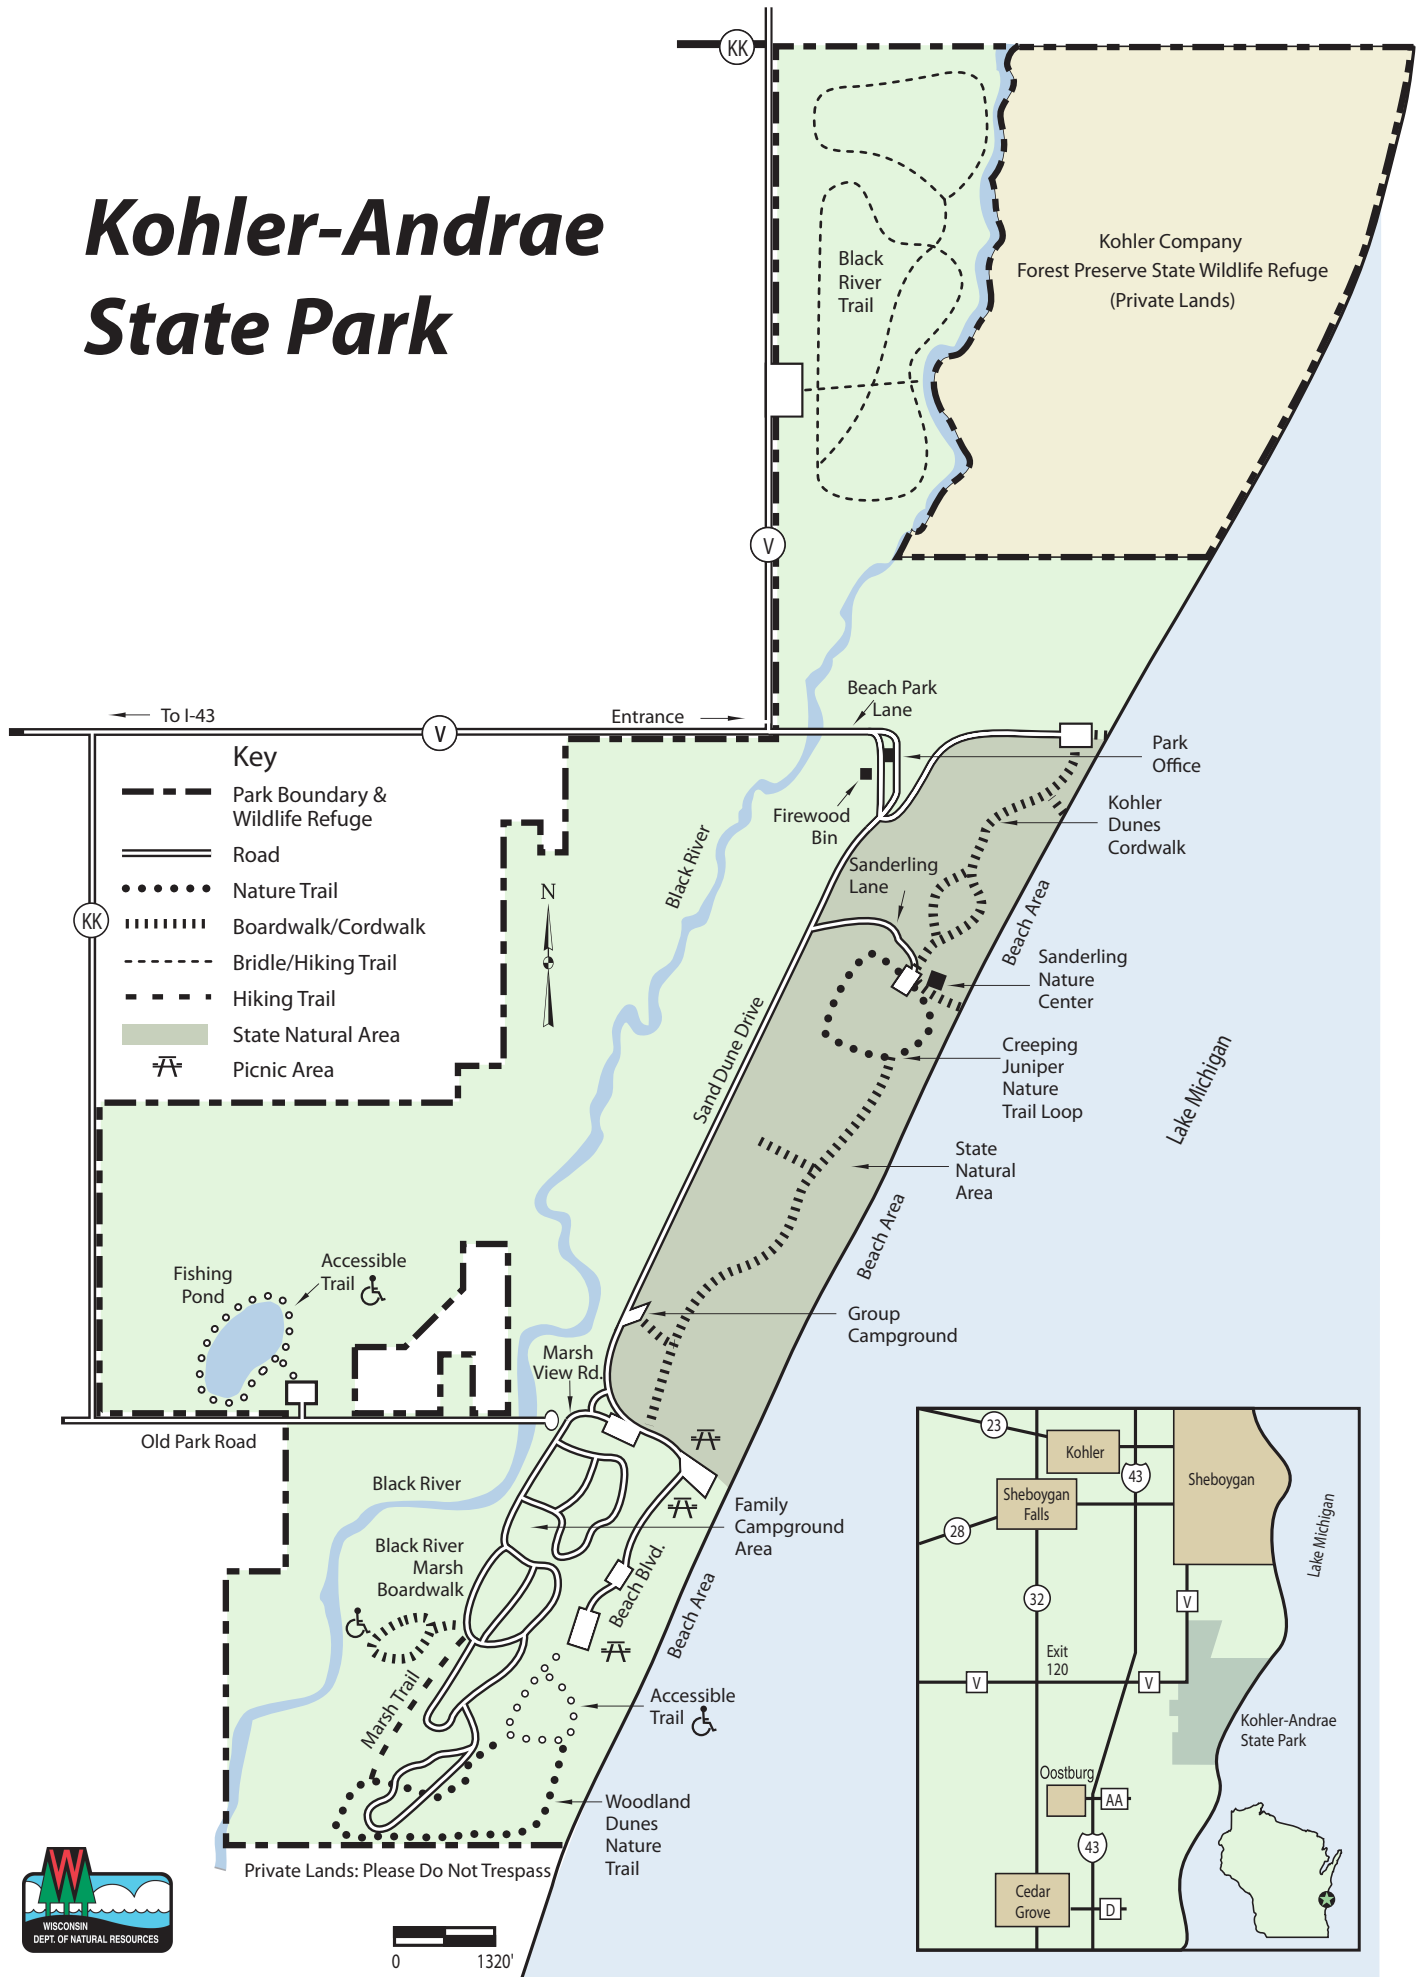 KK
Kohler-Andrae
State Park
Black
River
Trail
Kohler Company
Forest Preserve State Wildlife Refuge
(Private Lands)
V
Beach Park
Lane
To I-43
Entrance
V
Key
Park Boundary &
Wildlife Refuge
Road
Nature Trail
Boardwalk/Cordwalk
Bridle/Hiking Trail
Hiking Trail
State Natural Area
Picnic Area
KK
N
Park
Office
Firewood
Bin
Kohler
Dunes
Cordwalk
Black River
Sanderling
Lane
Beach Area
Sanderling
Nature
Center
Sand Dune Drive
Creeping
Juniper
Nature
Trail Loop
Lake Michigan
State
Natural
Area
Beach Area
Fishing
Pond
Accessible
Trail
Group
Campground
Marsh
View Rd.
Old Park Road
Black River
Family
Campground
Area
Black River
Marsh
Boardwalk
Beach Blvd.
Beach Area
Marsh Trail
Accessible
Trail
Woodland
Dunes
Nature
Trail
Private Lands: Please Do Not Trespass
W
WISCONSIN
DEPT. OF NATURAL RESOURCES
0 1320'
23
Kohler
43
Sheboygan
Sheboygan
Falls
28
Lake Michigan
32
V
Exit
120
V
V
Kohler-Andrae
State Park
Oostburg
AA
43
Cedar
Grove
D